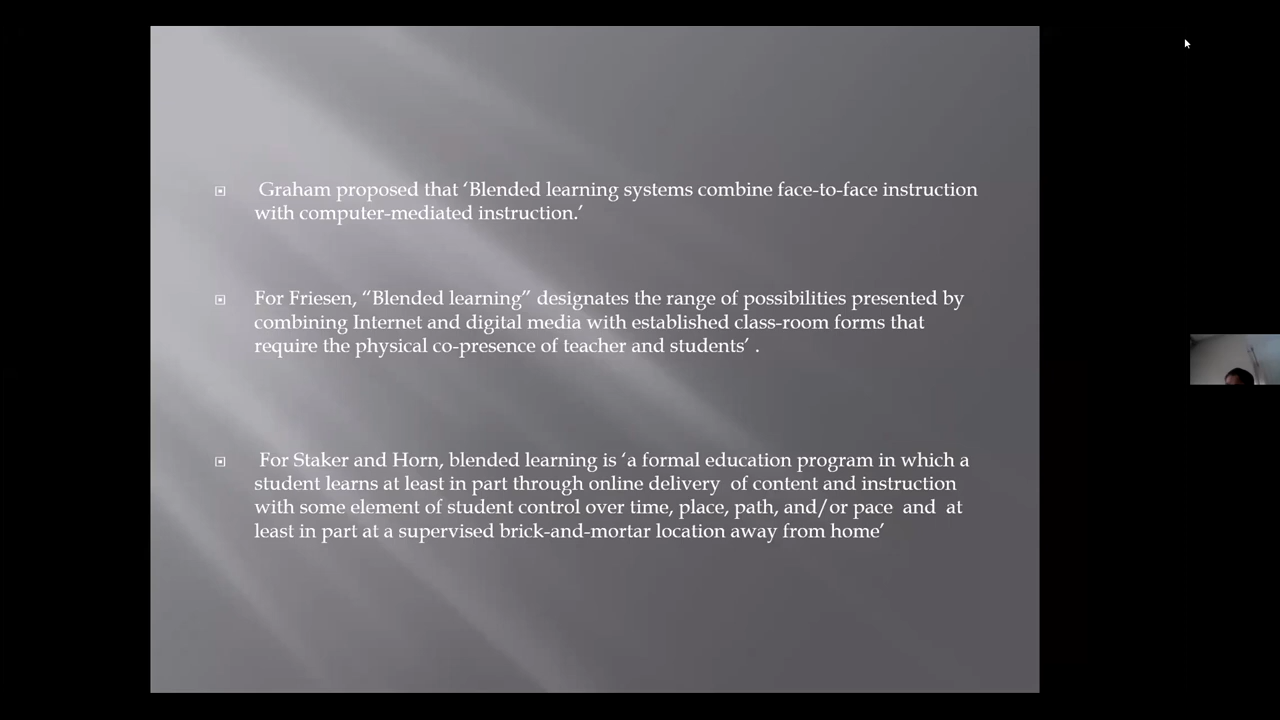 Graham proposed that ‘Blended learning systems combine face-to-face instruction
with computer-mediated instruction.’
For Friesen, “Blended learning” designates the range of possibilities presented by
combining Internet and digital media with established class-room forms that
require the physical co-presence of teacher and students’ .
For Staker and Horn, blended learning is ‘a formal education program in which a
student learns at least in part through online delivery  of content and instruction
with some element of student control over time, place, path, and/or pace  and  at
least in part at a supervised brick-and-mortar location away from home’